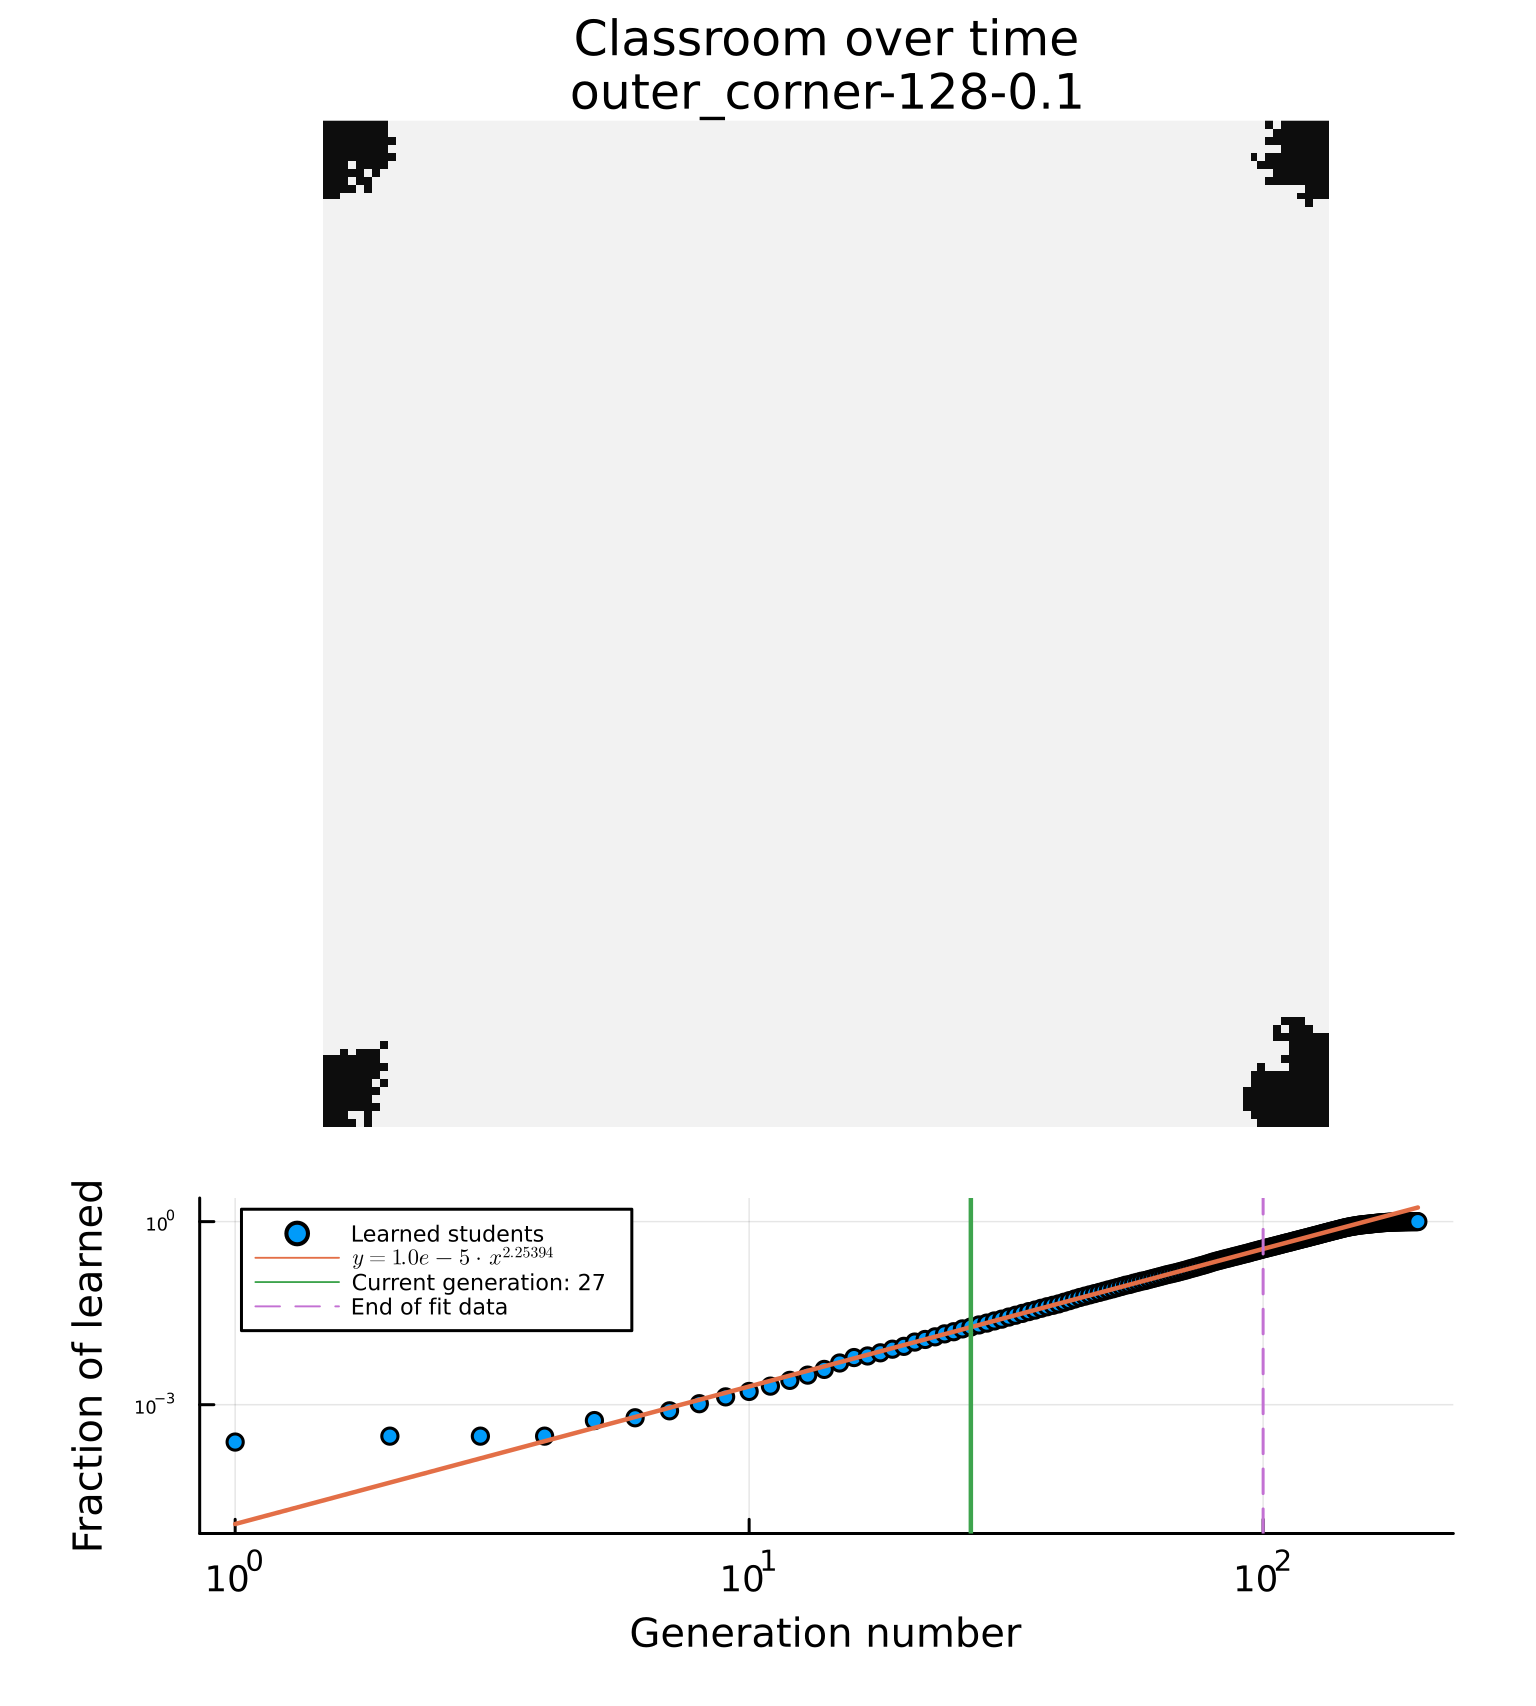 Classroom over time
outer_corner-128-0.1
Fraction of learned
10^0
10^-3
Learned students
y = 1.0e − 5 · x^2.25394
Current generation: 27
End of fit data
10^0
10^1
10^2
Generation number